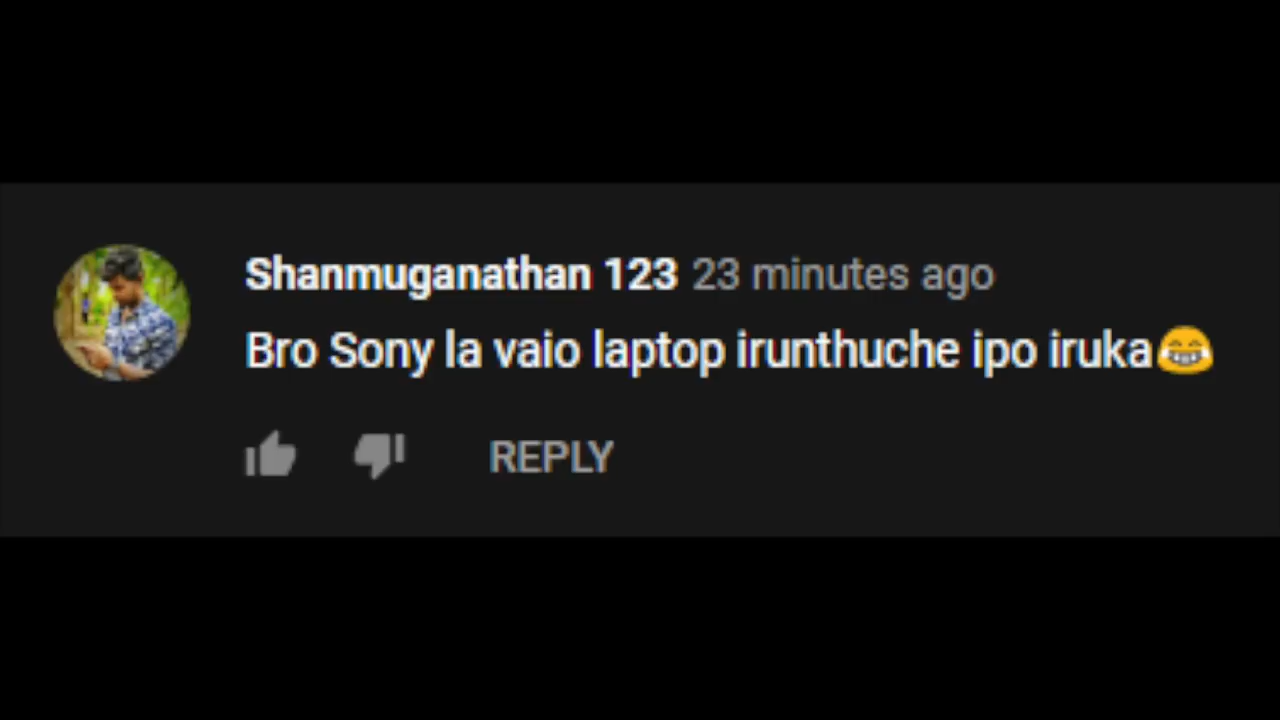 Shanmuganathan 123 23 minutes ago
Bro Sony la vaio laptop irunthuche ipo iruka😂
REPLY